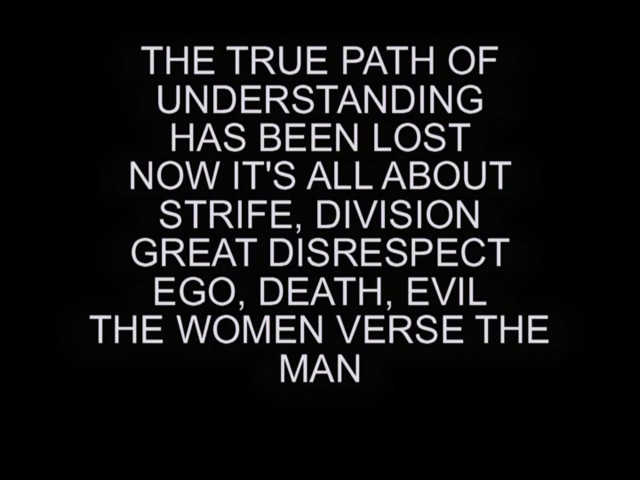 THE TRUE PATH OF
UNDERSTANDING
HAS BEEN LOST
NOW IT'S ALL ABOUT
STRIFE, DIVISION
GREAT DISRESPECT
EGO, DEATH, EVIL
THE WOMEN VERSE THE
MAN